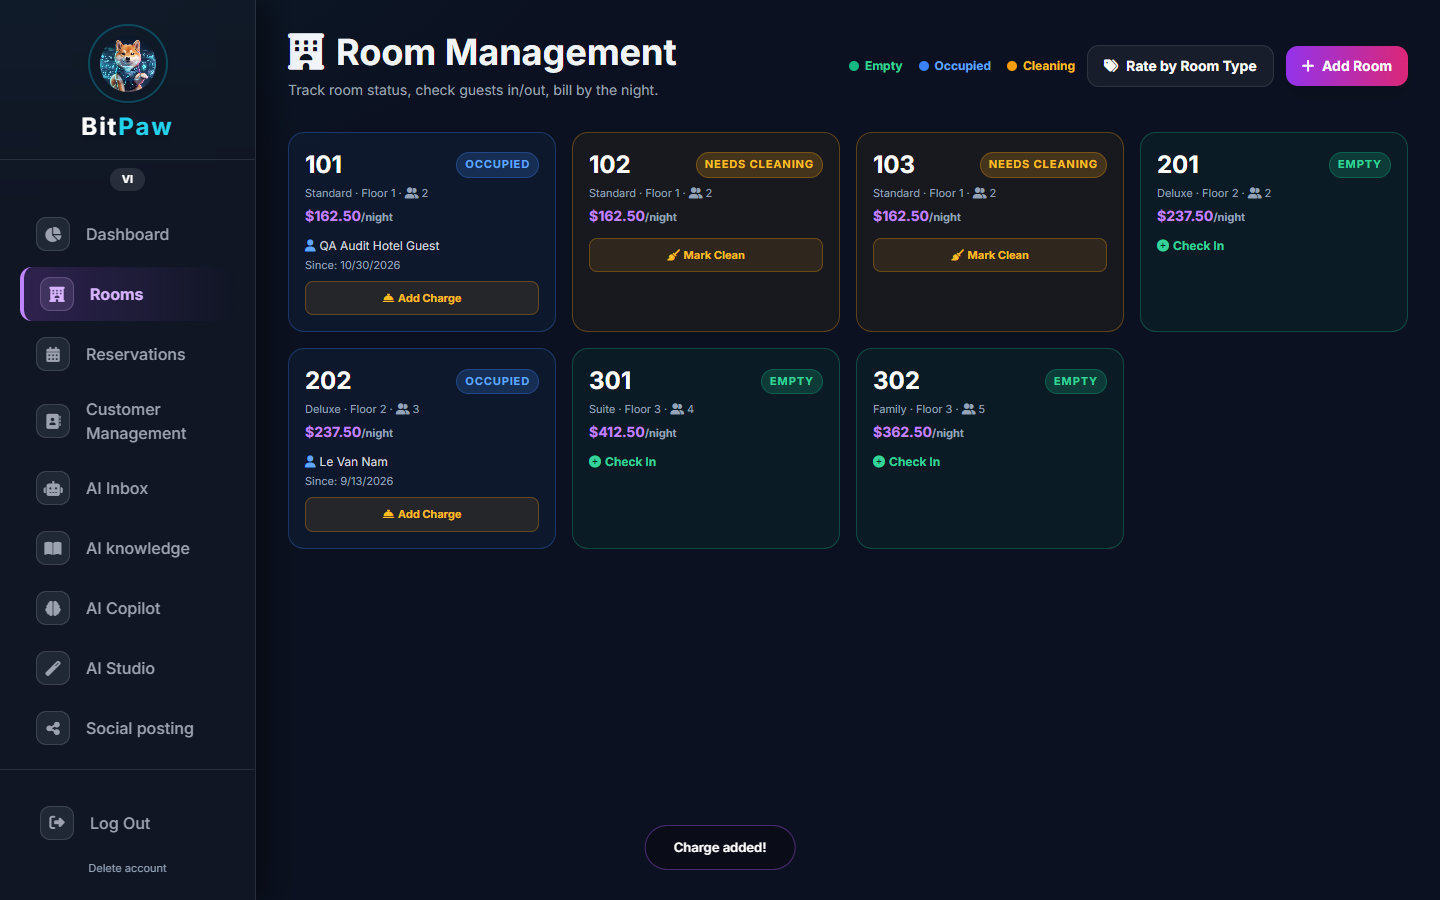 BitPaw
VI
Dashboard
Rooms
Reservations
Customer
Management
AI Inbox
AI knowledge
AI Copilot
AI Studio
Social posting
Log Out
Delete account
Room Management
Track room status, check guests in/out, bill by the night.
Empty
Occupied
Cleaning
Rate by Room Type
Add Room
101
OCCUPIED
Standard · Floor 1 · 2
$162.50/night
QA Audit Hotel Guest
Since: 10/30/2026
Add Charge
102
NEEDS CLEANING
Standard · Floor 1 · 2
$162.50/night
Mark Clean
103
NEEDS CLEANING
Standard · Floor 1 · 2
$162.50/night
Mark Clean
201
EMPTY
Deluxe · Floor 2 · 2
$237.50/night
Check In
202
OCCUPIED
Deluxe · Floor 2 · 3
$237.50/night
Le Van Nam
Since: 9/13/2026
Add Charge
301
EMPTY
Suite · Floor 3 · 4
$412.50/night
Check In
302
EMPTY
Family · Floor 3 · 5
$362.50/night
Check In
Charge added!